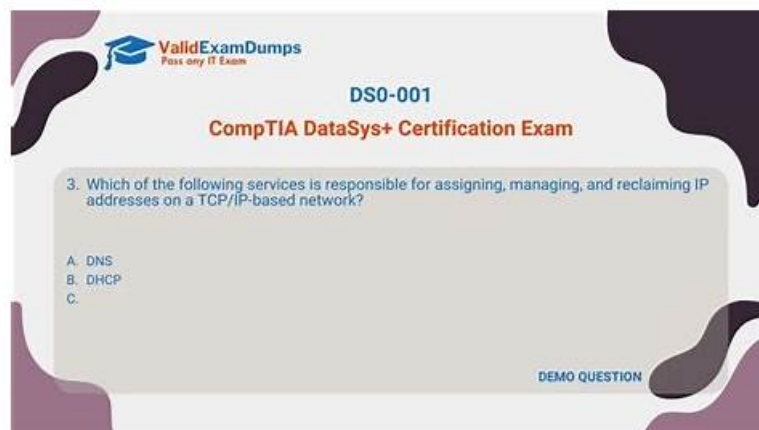 ValidExamDumps
Pass any IT Exam
DS0-001
CompTIA DataSys+ Certification Exam
3. Which of the following services is responsible for assigning, managing, and reclaiming IP
addresses on a TCP/IP-based network?
A. DNS
B. DHCP
C.
DEMO QUESTION